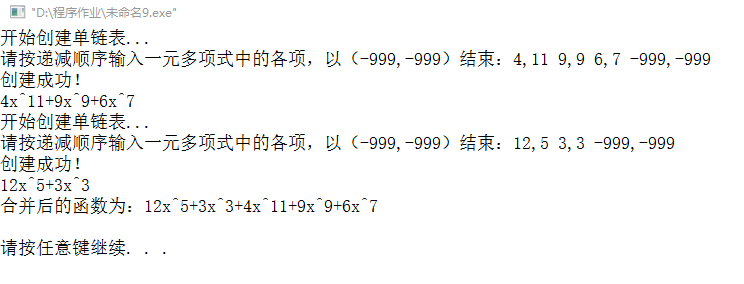 "D:\程序作业\未命名9.exe"
开始创建单链表...
请按递减顺序输入一元多项式中的各项，以（-999,-999）结束：4,11 9,9 6,7 -999,-999
创建成功！
4x^11+9x^9+6x^7
开始创建单链表...
请按递减顺序输入一元多项式中的各项，以（-999,-999）结束：12,5 3,3 -999,-999
创建成功！
12x^5+3x^3
合并后的函数为：12x^5+3x^3+4x^11+9x^9+6x^7
请按任意键继续. . .